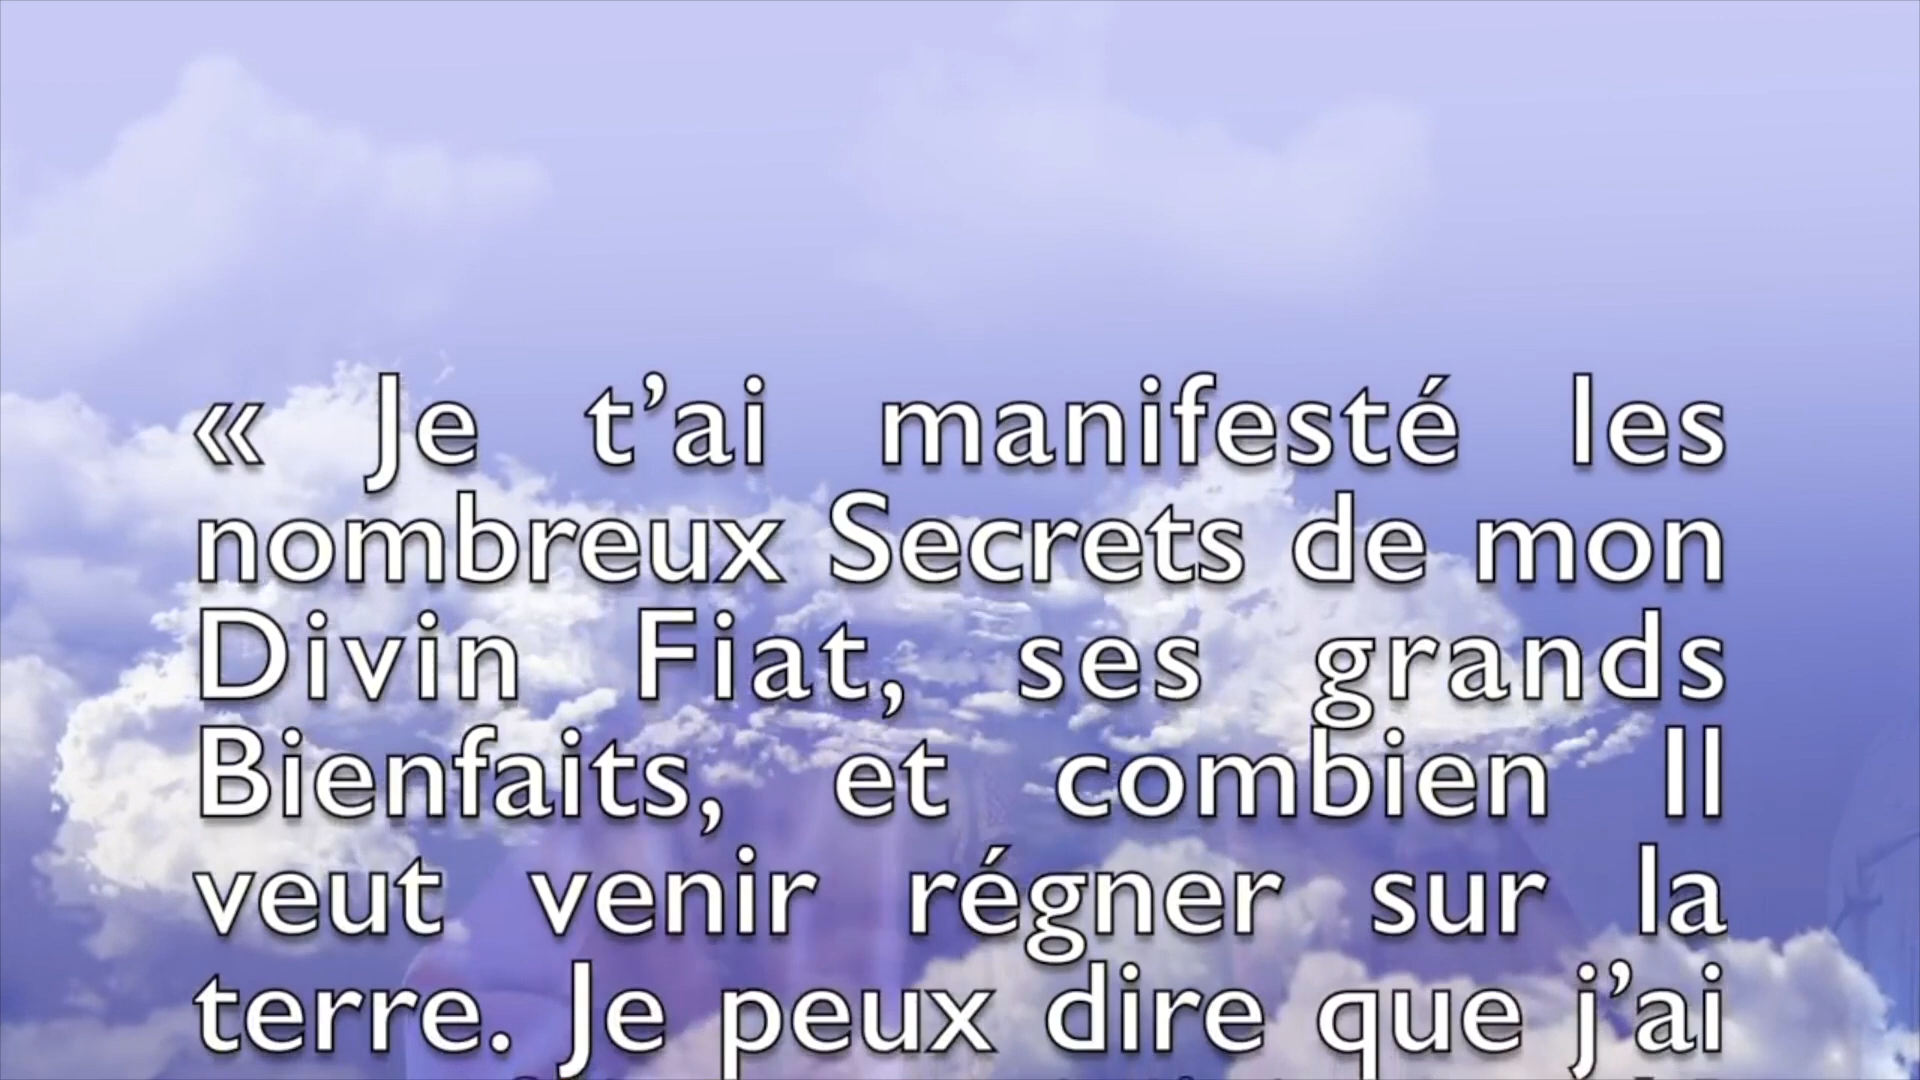 « Je t’ai manifesté les
nombreux Secrets de mon
Divin Fiat, ses grands
Bienfaits, et combien Il
veut venir régner sur la
terre. Je peux dire que j’ai